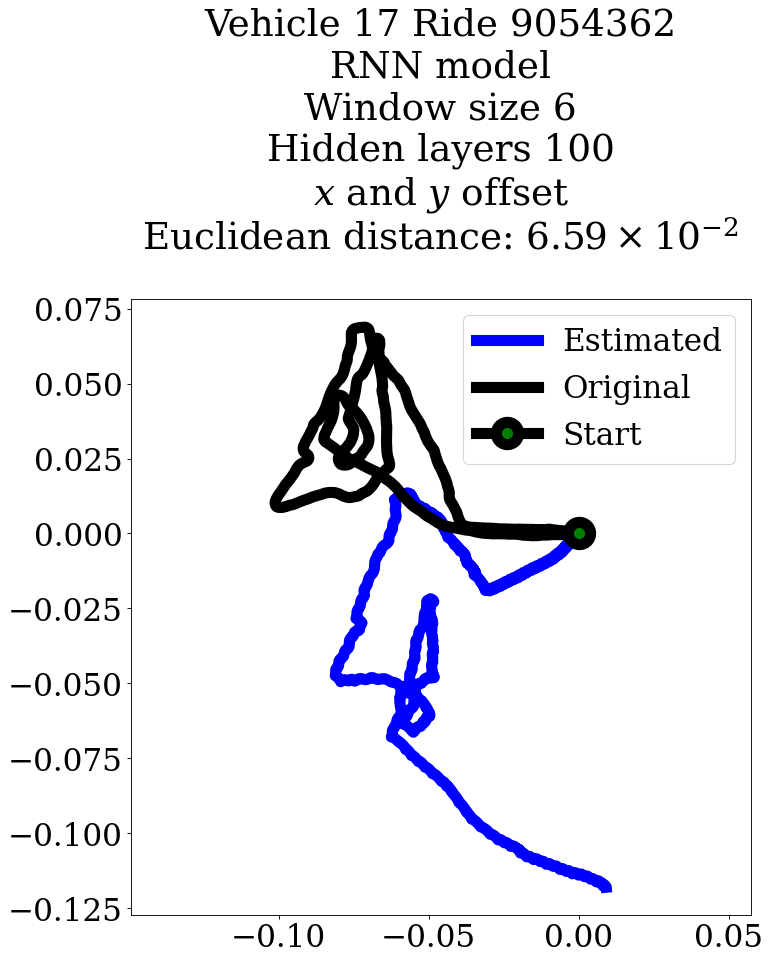 Vehicle 17 Ride 9054362
RNN model
Window size 6
Hidden layers 100
x and y offset
Euclidean distance: 6.59 × 10⁻²
0.075
0.050
0.025
0.000
−0.025
−0.050
−0.075
−0.100
−0.125
Estimated
Original
Start
−0.10 −0.05 0.00 0.05